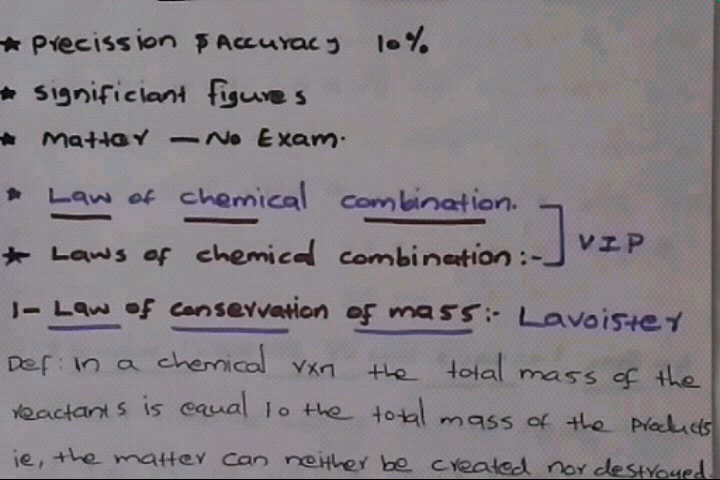 * Precission & Accuracy 10%
* Significiant figures
* Matter — No Exam.
* Law of chemical combination.
* Laws of chemical combination :- ] VIP
1- Law of conservation of mass :- Lavoister
Def: In a chemical rxn the total mass of the
reactants is equal to the total mass of the products
ie, the matter can neither be created nor destroyed.